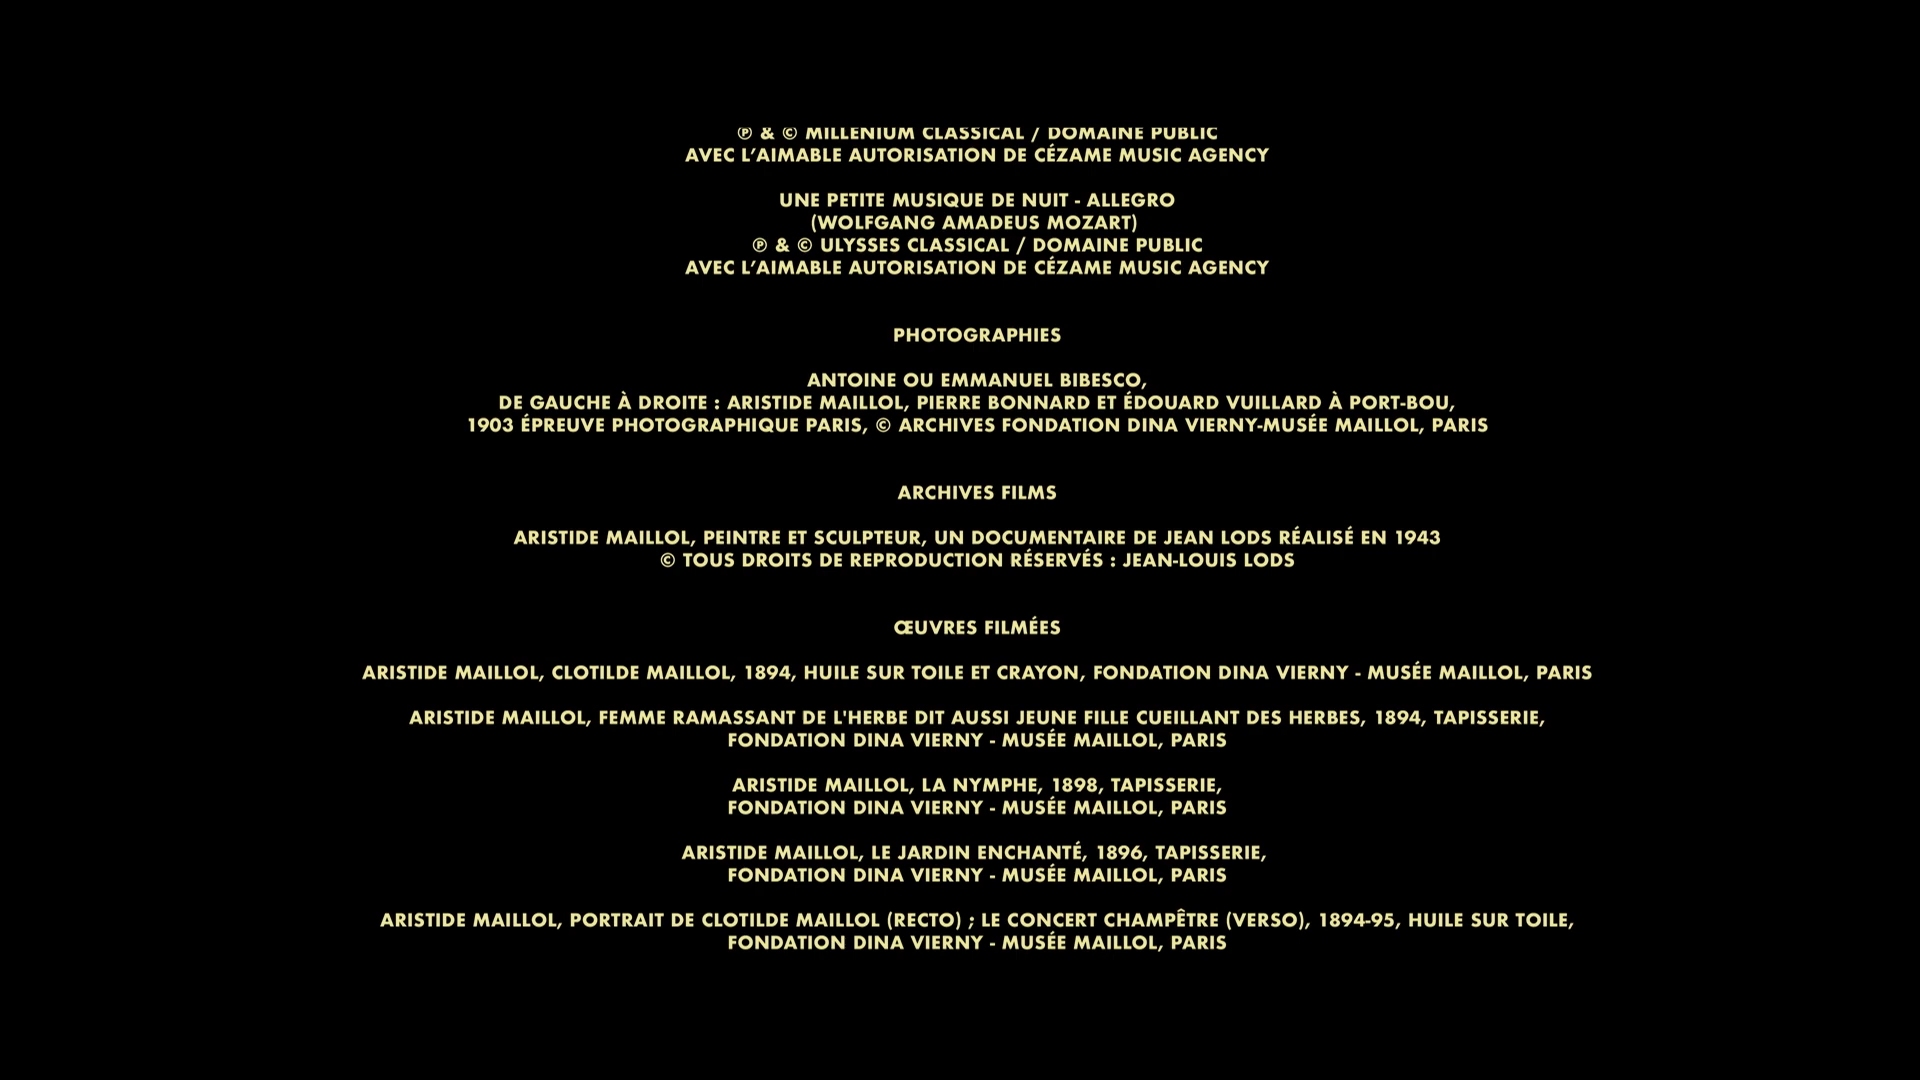 ℗ & © MILLENIUM CLASSICAL / DOMAINE PUBLIC
AVEC L’AIMABLE AUTORISATION DE CÉZAME MUSIC AGENCY
UNE PETITE MUSIQUE DE NUIT - ALLEGRO
(WOLFGANG AMADEUS MOZART)
℗ & © ULYSSES CLASSICAL / DOMAINE PUBLIC
AVEC L’AIMABLE AUTORISATION DE CÉZAME MUSIC AGENCY
PHOTOGRAPHIES
ANTOINE OU EMMANUEL BIBESCO,
DE GAUCHE À DROITE : ARISTIDE MAILLOL, PIERRE BONNARD ET ÉDOUARD VUILLARD À PORT-BOU,
1903 ÉPREUVE PHOTOGRAPHIQUE PARIS, © ARCHIVES FONDATION DINA VIERNY-MUSÉE MAILLOL, PARIS
ARCHIVES FILMS
ARISTIDE MAILLOL, PEINTRE ET SCULPTEUR, UN DOCUMENTAIRE DE JEAN LODS RÉALISÉ EN 1943
© TOUS DROITS DE REPRODUCTION RÉSERVÉS : JEAN-LOUIS LODS
ŒUVRES FILMÉES
ARISTIDE MAILLOL, CLOTILDE MAILLOL, 1894, HUILE SUR TOILE ET CRAYON, FONDATION DINA VIERNY - MUSÉE MAILLOL, PARIS
ARISTIDE MAILLOL, FEMME RAMASSANT DE L'HERBE DIT AUSSI JEUNE FILLE CUEILLANT DES HERBES, 1894, TAPISSERIE,
FONDATION DINA VIERNY - MUSÉE MAILLOL, PARIS
ARISTIDE MAILLOL, LA NYMPHE, 1898, TAPISSERIE,
FONDATION DINA VIERNY - MUSÉE MAILLOL, PARIS
ARISTIDE MAILLOL, LE JARDIN ENCHANTÉ, 1896, TAPISSERIE,
FONDATION DINA VIERNY - MUSÉE MAILLOL, PARIS
ARISTIDE MAILLOL, PORTRAIT DE CLOTILDE MAILLOL (RECTO) ; LE CONCERT CHAMPÊTRE (VERSO), 1894-95, HUILE SUR TOILE,
FONDATION DINA VIERNY - MUSÉE MAILLOL, PARIS